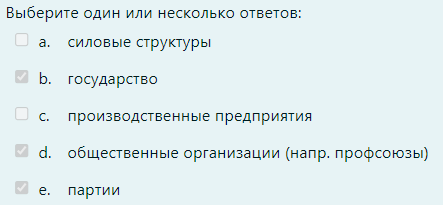 Выберите один или несколько ответов:
a. силовые структуры
b. государство
c. производственные предприятия
d. общественные организации (напр. профсоюзы)
e. партии